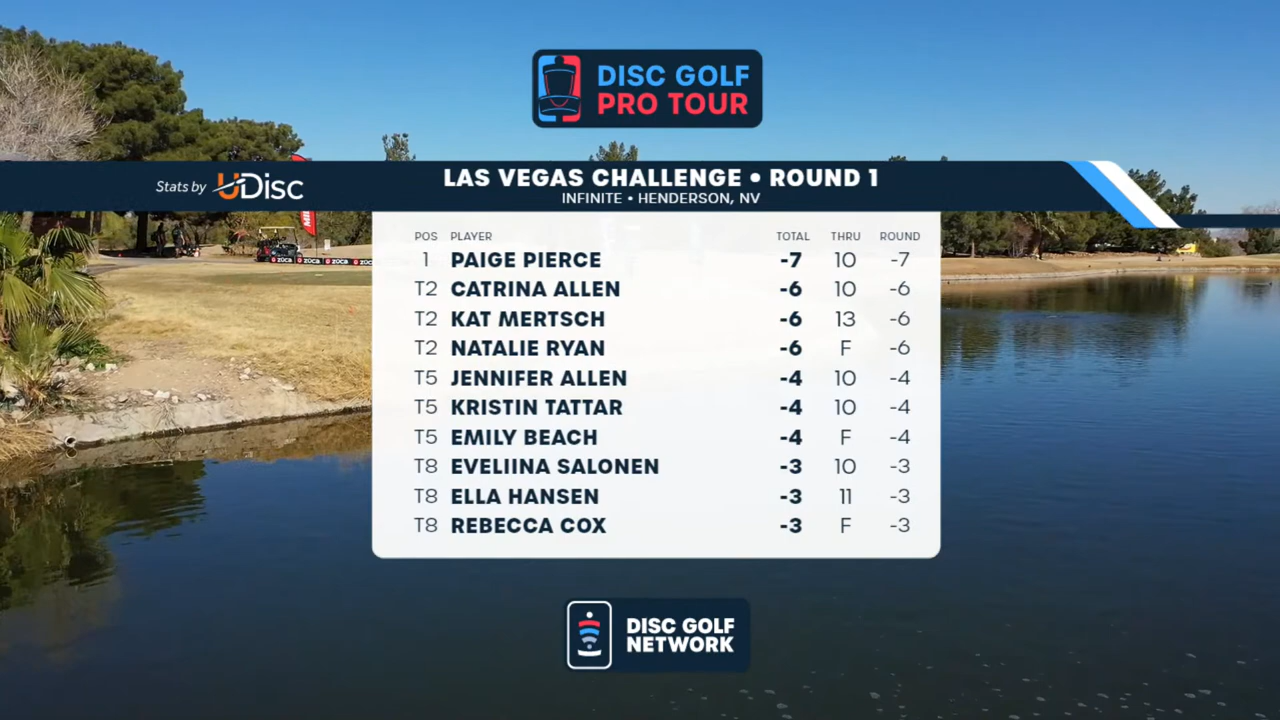 DISC GOLF
PRO TOUR
Stats by UDisc
LAS VEGAS CHALLENGE • ROUND 1
INFINITE • HENDERSON, NV
POS PLAYER TOTAL THRU ROUND
1 PAIGE PIERCE -7 10 -7
T2 CATRINA ALLEN -6 10 -6
T2 KAT MERTSCH -6 13 -6
T2 NATALIE RYAN -6 F -6
T5 JENNIFER ALLEN -4 10 -4
T5 KRISTIN TATTAR -4 10 -4
T5 EMILY BEACH -4 F -4
T8 EVELIINA SALONEN -3 10 -3
T8 ELLA HANSEN -3 11 -3
T8 REBECCA COX -3 F -3
DISC GOLF
NETWORK